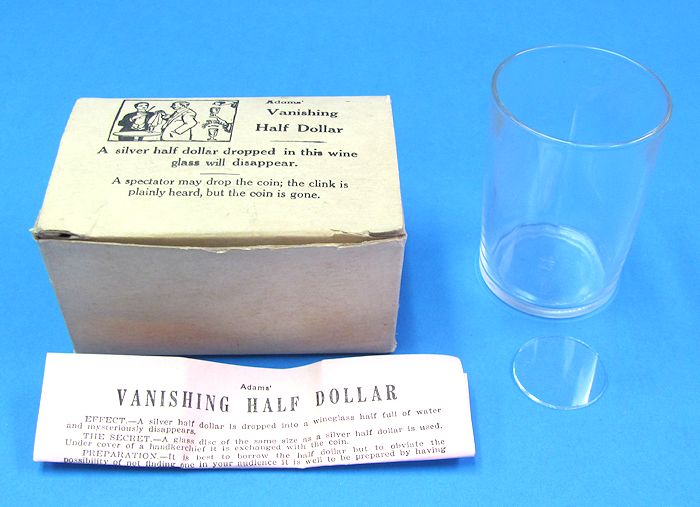 Adams'
Vanishing
Half Dollar
A silver half dollar dropped in this wine
glass will disappear.
A spectator may drop the coin; the clink is
plainly heard, but the coin is gone.
Adams'
VANISHING HALF DOLLAR
EFFECT.—A silver half dollar is dropped into a wineglass half full of water
and mysteriously disappears.
THE SECRET.—A glass disc of the same size as a silver half dollar is used.
Under cover of a handkerchief it is exchanged with the coin.
PREPARATION.—It is best to borrow the half dollar but to obviate the
possibility of not finding one in your audience it is well to be prepared by having